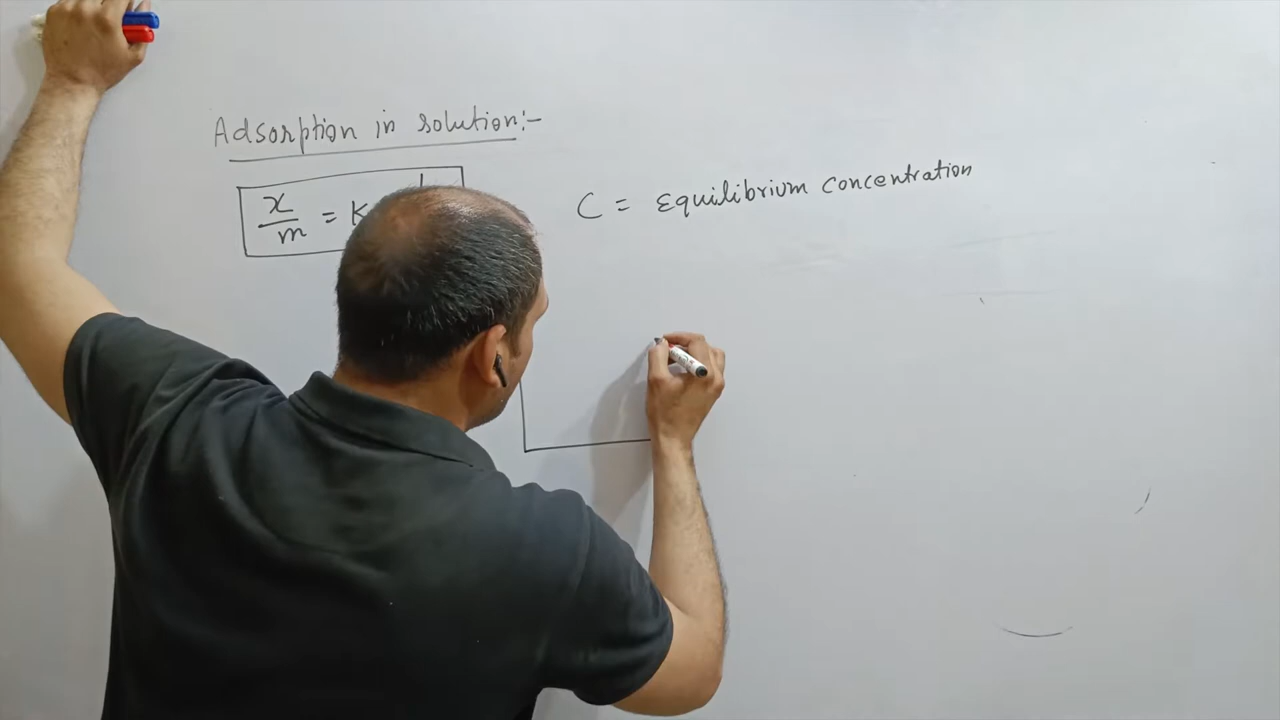 Adsorption in solution:-
x/m = K
C = Equilibrium concentration